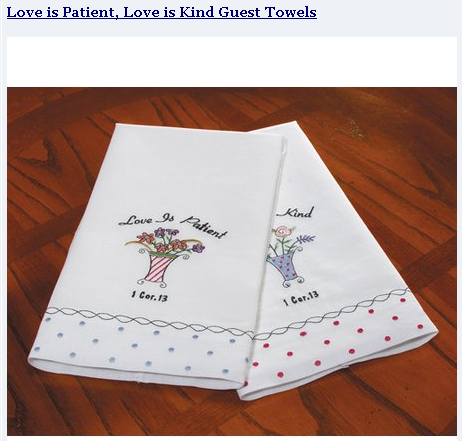 Love is Patient, Love is Kind Guest Towels
Love Is Patient
1 Cor.13
Kind
1 Cor.13